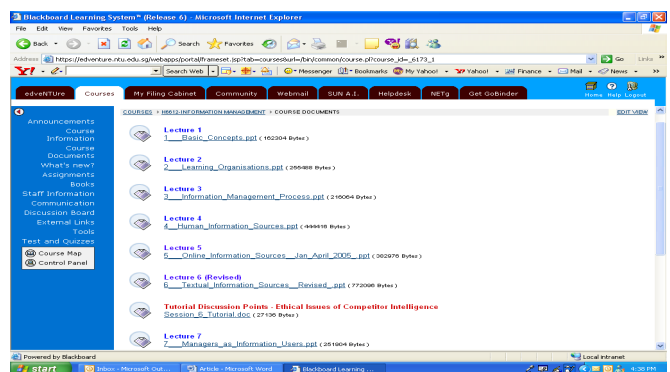 Blackboard Learning System™ (Release 6) - Microsoft Internet Explorer
File Edit View Favorites Tools Help
Back Search Favorites
Address https://edventure.ntu.edu.sg/webapps/portal/frameset.jsp?tab=courses&url=/bin/common/course.pl?course_id=_6173_1 Go Links »
Y! Search Web Messenger Bookmarks My Yahoo! Yahoo! Finance Mail News »
edveNTUre Courses My Filing Cabinet Community Webmail SUN A.I. Helpdesk NETg Get GoBinder Home Help Logout
COURSES > H6612-INFORMATION MANAGEMENT > COURSE DOCUMENTS EDIT VIEW
Announcements
Course
Information
Course
Documents
What's new?
Assignments
Books
Staff Information
Communication
Discussion Board
External Links
Tools
Test and Quizzes
Course Map
Control Panel
Lecture 1
1___Basic_Concepts.ppt (162304 Bytes)
Lecture 2
2___Learning_Organisations.ppt (256488 Bytes)
Lecture 3
3___Information_Management_Process.ppt (216064 Bytes)
Lecture 4
4__Human_Information_Sources.ppt (444416 Bytes)
Lecture 5
5___Online_Information_Sources__Jan_April_2005_.ppt (302976 Bytes)
Lecture 6 (Revised)
6___Textual_Information_Sources__Revised_.ppt (772096 Bytes)
Tutorial Discussion Points - Ethical Issues of Competitor Intelligence
Session_6_Tutorial.doc (27136 Bytes)
Lecture 7
7___Managers_as_Information_Users.ppt (251904 Bytes)
Powered by Blackboard Local intranet
start Inbox - Microsoft Out... Article - Microsoft Word Blackboard Learning ... 4:38 PM